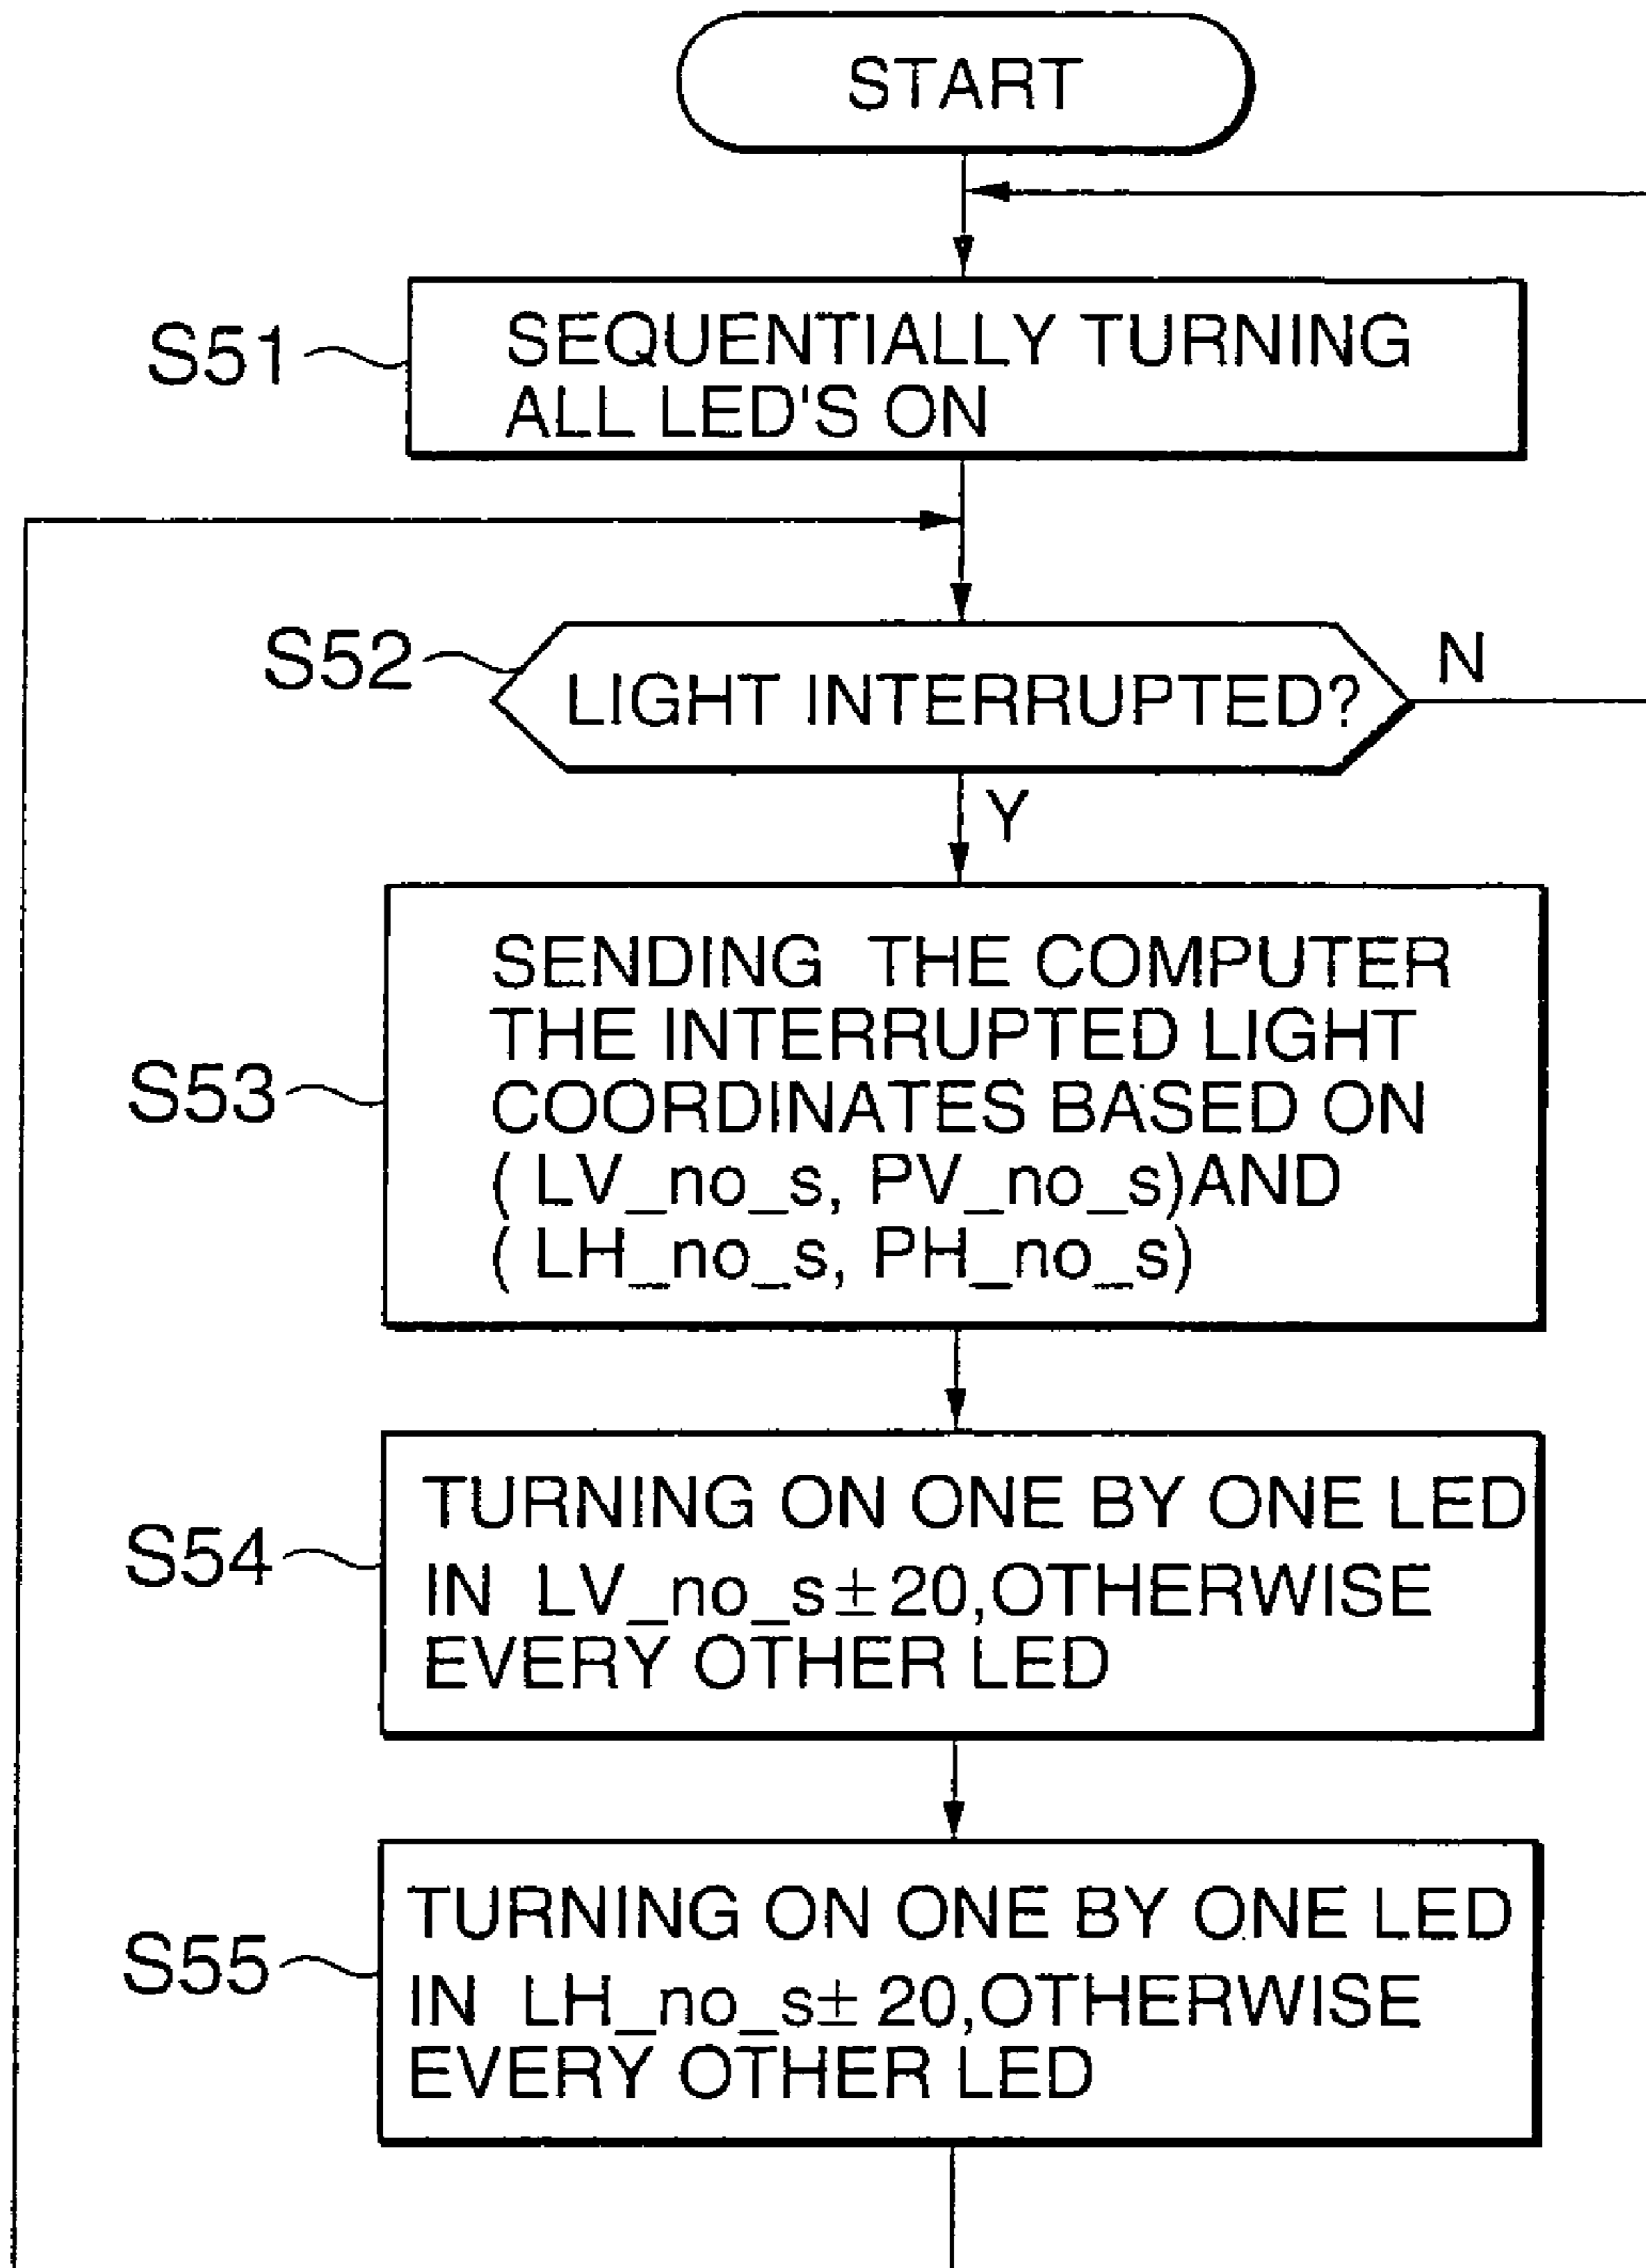 START
S51
SEQUENTIALLY TURNING
ALL LED'S ON
S52
LIGHT INTERRUPTED?
N
Y
S53
SENDING THE COMPUTER
THE INTERRUPTED LIGHT
COORDINATES BASED ON
( LV_no_s, PV_no_s)AND
( LH_no_s, PH_no_s)
S54
TURNING ON ONE BY ONE LED
IN LV_no_s±20,OTHERWISE
EVERY OTHER LED
S55
TURNING ON ONE BY ONE LED
IN LH_no_s± 20,OTHERWISE
EVERY OTHER LED